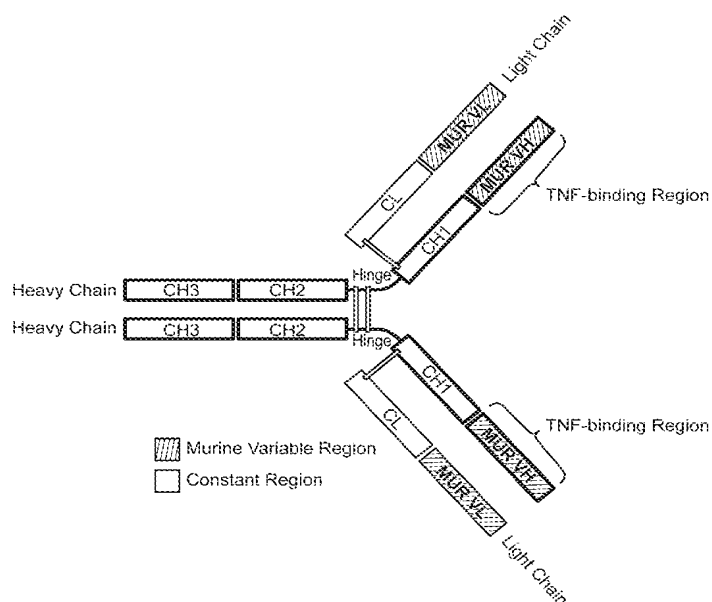 Light Chain
MUR VL
MUR VH
TNF-binding Region
CL
CH1
Hinge
Heavy Chain
CH3
CH2
Heavy Chain
CH3
CH2
Hinge
CH1
CL
TNF-binding Region
MUR VH
Murine Variable Region
MUR VL
Constant Region
Light Chain